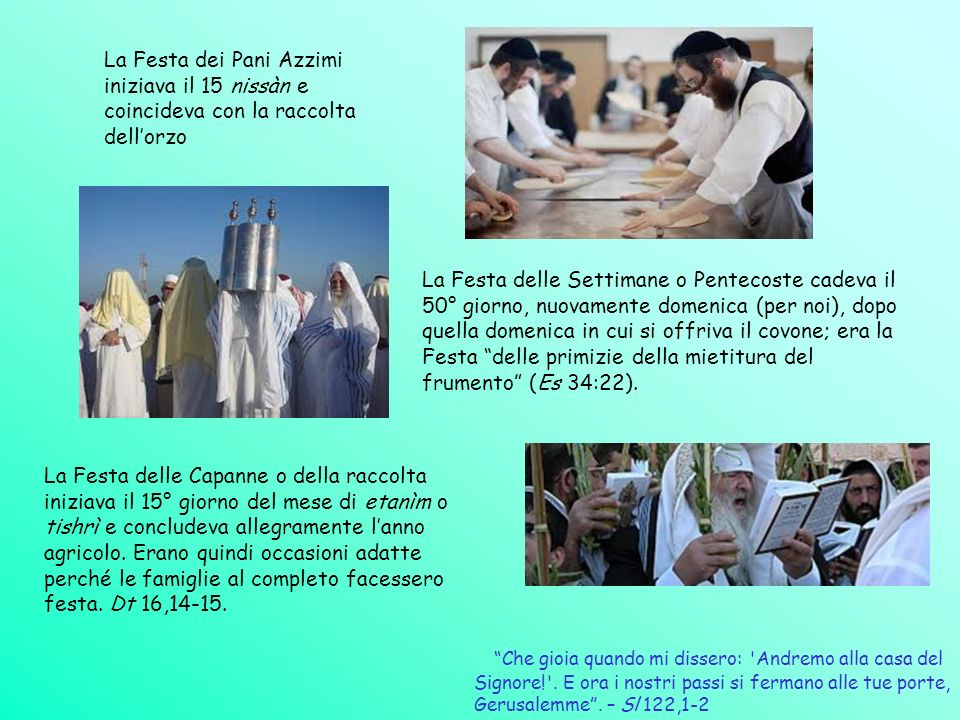 La Festa dei Pani Azzimi
iniziava il 15 nissàn e
coincideva con la raccolta
dell’orzo
La Festa delle Settimane o Pentecoste cadeva il
50° giorno, nuovamente domenica (per noi), dopo
quella domenica in cui si offriva il covone; era la
Festa “delle primizie della mietitura del
frumento” (Es 34:22).
La Festa delle Capanne o della raccolta
iniziava il 15° giorno del mese di etanìm o
tishrì e concludeva allegramente l’anno
agricolo. Erano quindi occasioni adatte
perché le famiglie al completo facessero
festa. Dt 16,14-15.
“Che gioia quando mi dissero: 'Andremo alla casa del
Signore!'. E ora i nostri passi si fermano alle tue porte,
Gerusalemme”. – Sl 122,1-2